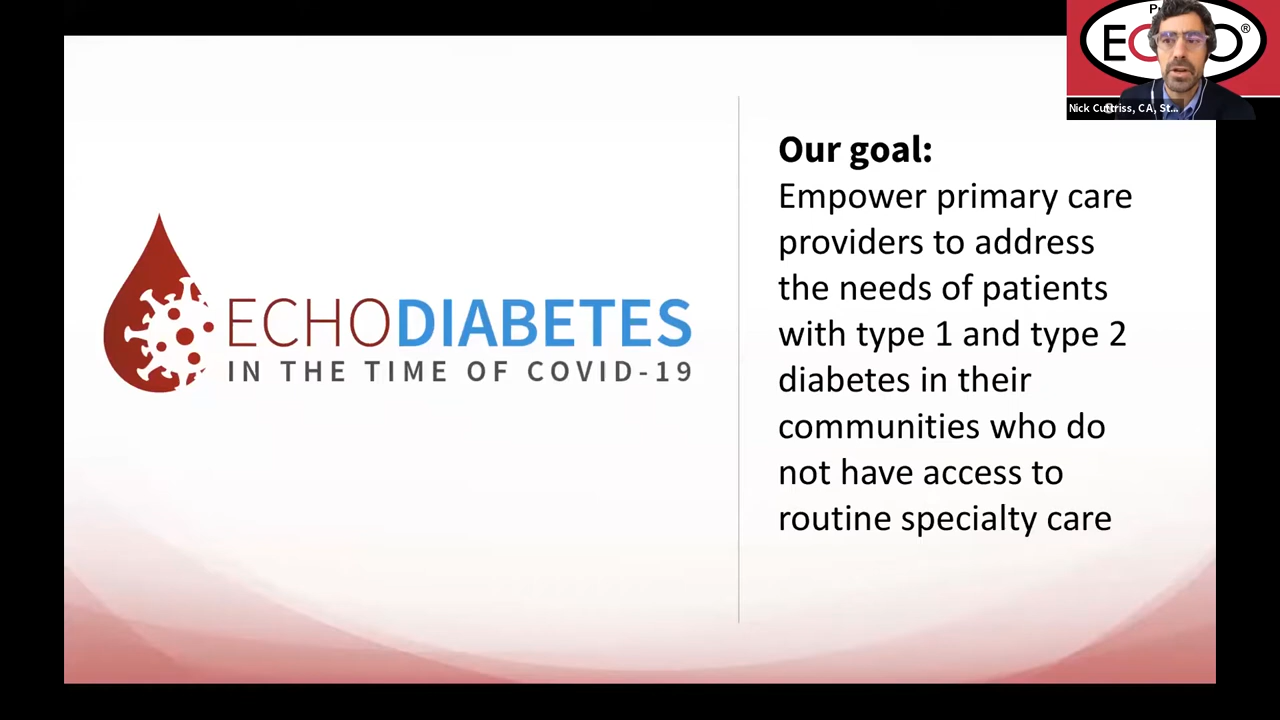 Our goal:
Empower primary care
providers to address
the needs of patients
with type 1 and type 2
diabetes in their
communities who do
not have access to
routine specialty care
ECHODIABETES
IN THE TIME OF COVID-19
®
CA, St...